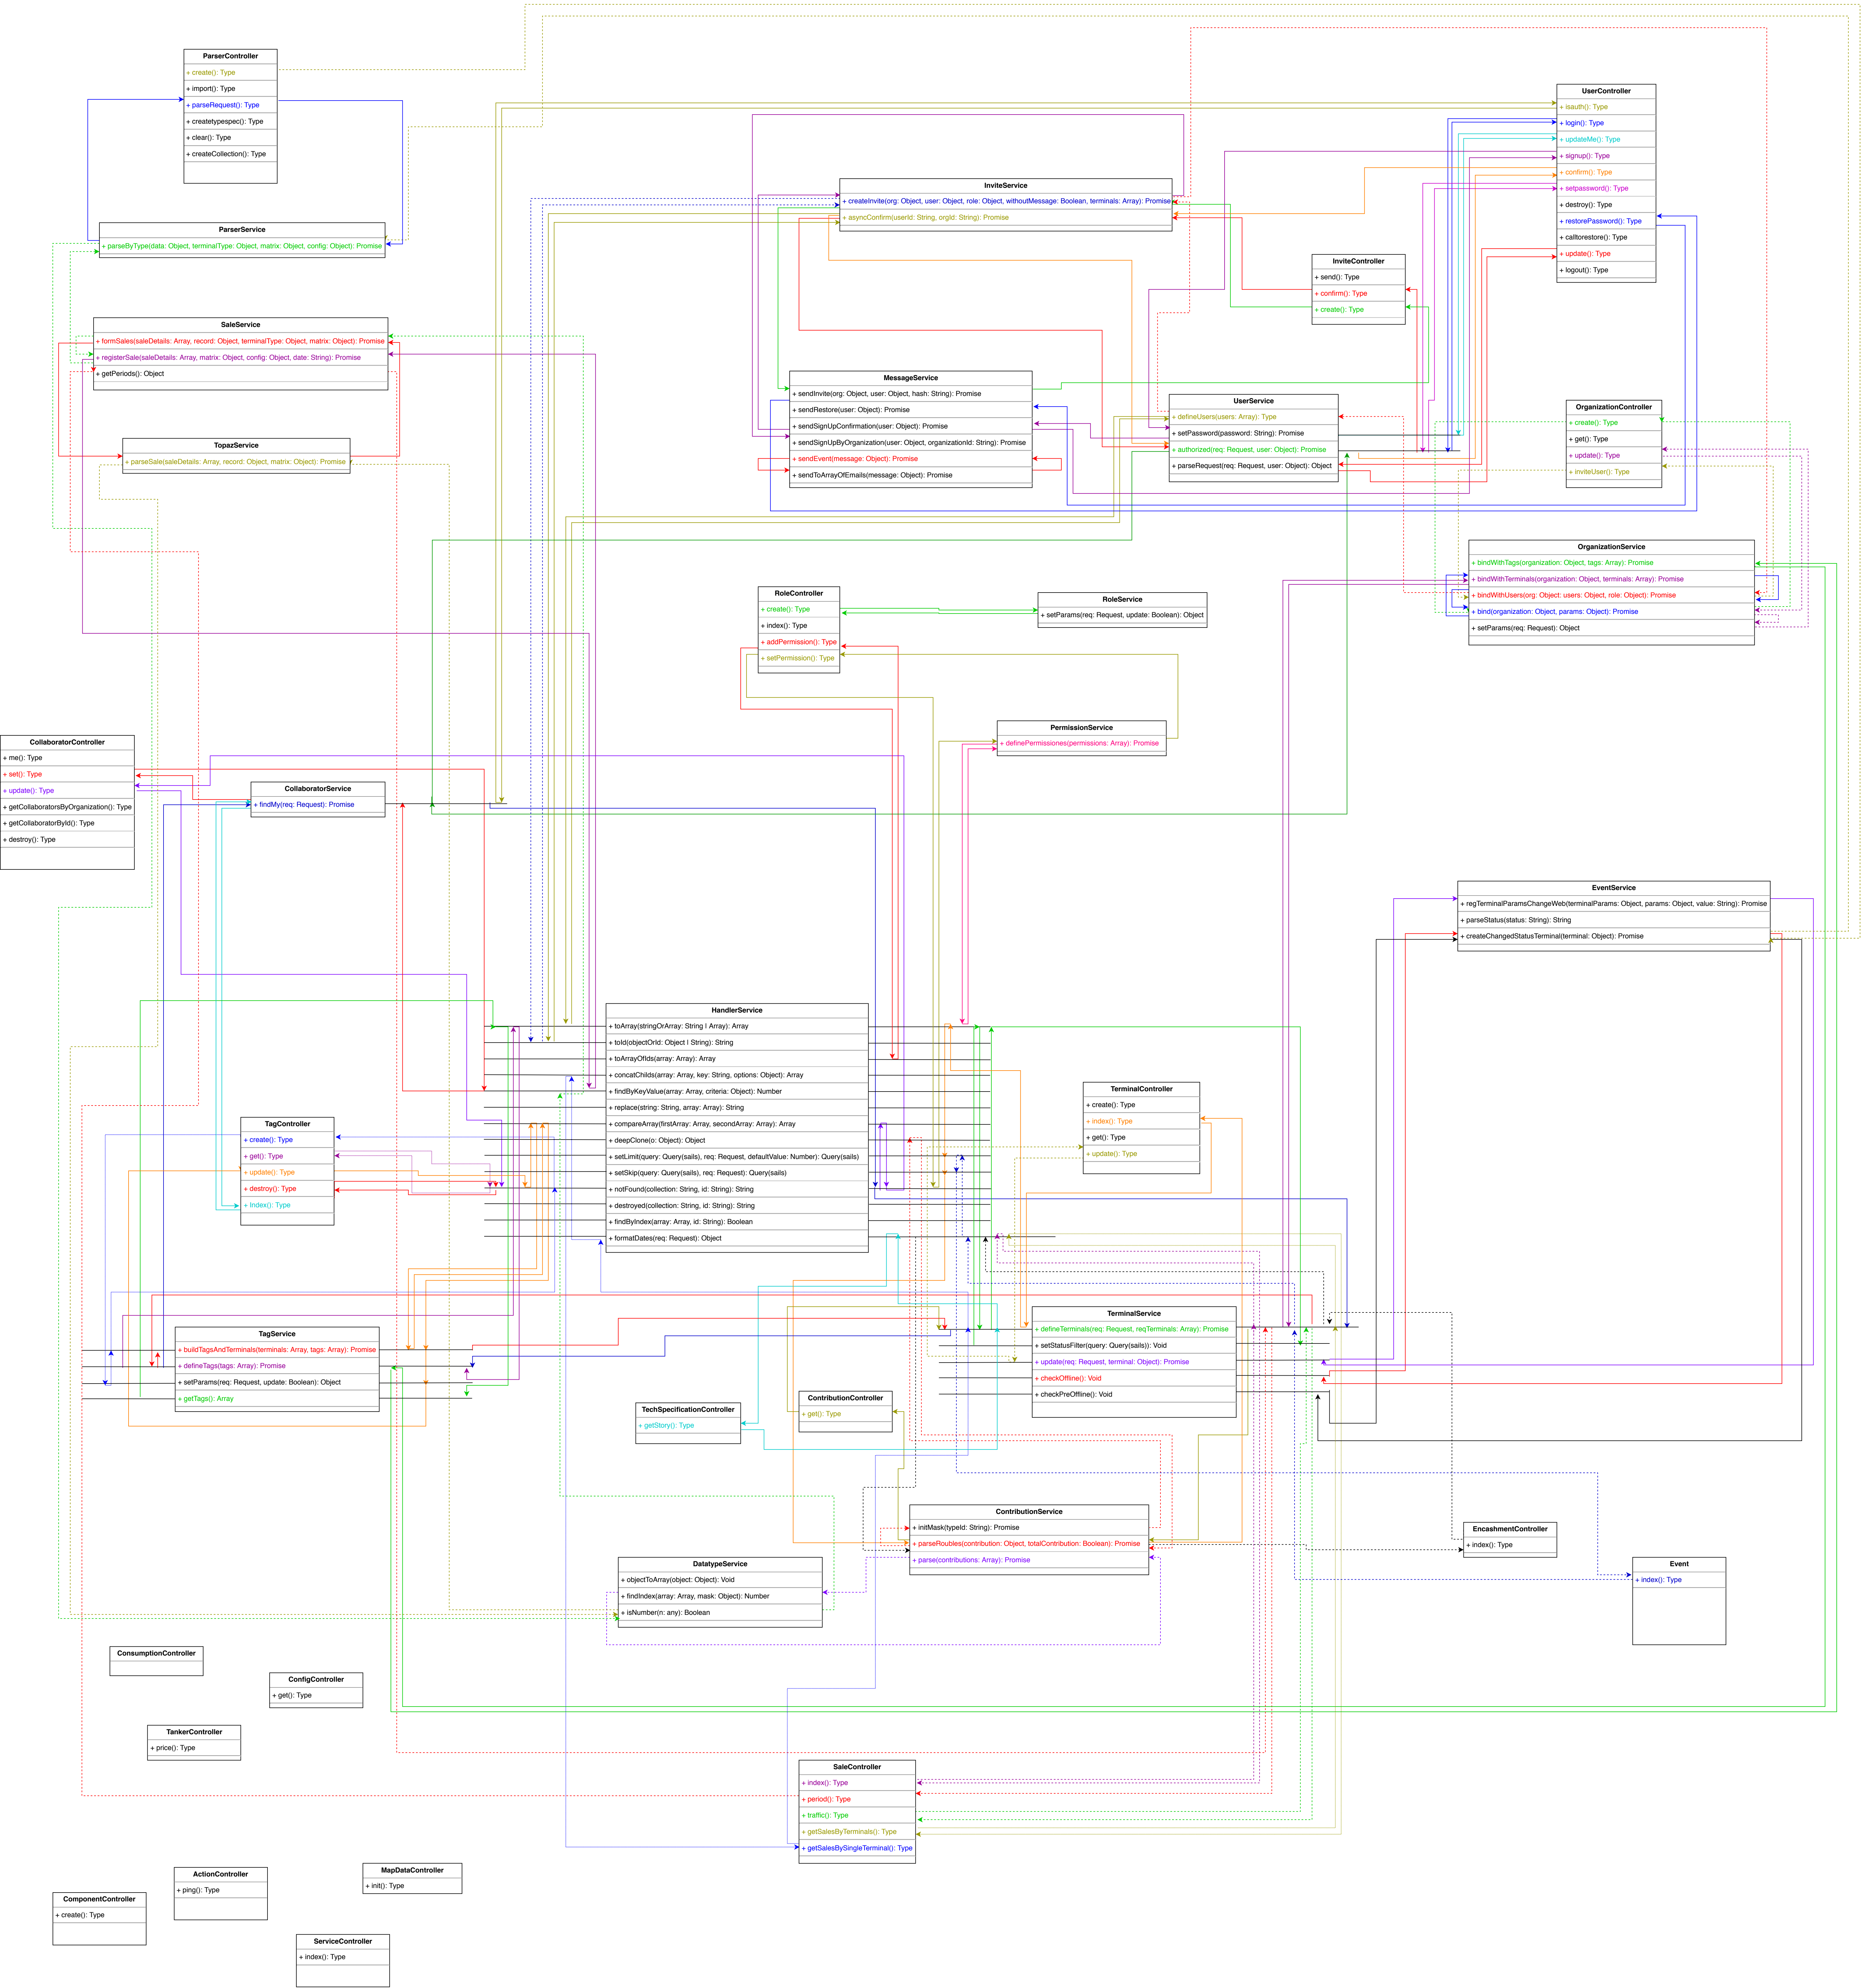 ParserController
+ create(): Type
+ import(): Type
+ parseRequest(): Type
+ createtypespec(): Type
+ clear(): Type
+ createCollection(): Type
UserController
+ isauth(): Type
+ login(): Type
+ updateMe(): Type
+ signup(): Type
+ confirm(): Type
+ setpassword(): Type
+ destroy(): Type
+ restorePassword(): Type
+ calltorestore(): Type
+ update(): Type
+ logout(): Type
InviteService
+ createInvite(org: Object, user: Object, role: Object, withoutMessage: Boolean, terminals: Array): Promise
+ asyncConfirm(userId: String, orgId: String): Promise
ParserService
+ parseByType(data: Object, terminalType: Object, matrix: Object, config: Object): Promise
InviteController
+ send(): Type
+ confirm(): Type
+ create(): Type
SaleService
+ formSales(saleDetails: Array, record: Object, terminalType: Object, matrix: Object): Promise
+ registerSale(saleDetails: Array, matrix: Object, config: Object, date: String): Promise
+ getPeriods(): Object
MessageService
+ sendInvite(org: Object, user: Object, hash: String): Promise
+ sendRestore(user: Object): Promise
+ sendSignUpConfirmation(user: Object): Promise
+ sendSignUpByOrganization(user: Object, organizationId: String): Promise
+ sendEvent(message: Object): Promise
+ sendToArrayOfEmails(message: Object): Promise
UserService
+ defineUsers(users: Array): Type
+ setPassword(password: String): Promise
+ authorized(req: Request, user: Object): Promise
+ parseRequest(req: Request, user: Object): Object
OrganizationController
+ create(): Type
+ get(): Type
+ update(): Type
+ inviteUser(): Type
TopazService
+ parseSale(saleDetails: Array, record: Object, matrix: Object): Promise
OrganizationService
+ bindWithTags(organization: Object, tags: Array): Promise
+ bindWithTerminals(organization: Object, terminals: Array): Promise
+ bindWithUsers(org: Object: users: Object, role: Object): Promise
+ bind(organization: Object, params: Object): Promise
+ setParams(req: Request): Object
RoleController
+ create(): Type
+ index(): Type
+ addPermission(): Type
+ setPermission(): Type
RoleService
+ setParams(req: Request, update: Boolean): Object
PermissionService
+ definePermissiones(permissions: Array): Promise
CollaboratorController
+ me(): Type
+ set(): Type
+ update(): Type
+ getCollaboratorsByOrganization(): Type
+ getCollaboratorById(): Type
+ destroy(): Type
CollaboratorService
+ findMy(req: Request): Promise
EventService
+ regTerminalParamsChangeWeb(terminalParams: Object, params: Object, value: String): Promise
+ parseStatus(status: String): String
+ createChangedStatusTerminal(terminal: Object): Promise
HandlerService
+ toArray(stringOrArray: String | Array): Array
+ toId(objectOrId: Object | String): String
+ toArrayOfIds(array: Array): Array
+ concatChilds(array: Array, key: String, options: Object): Array
+ findByKeyValue(array: Array, criteria: Object): Number
+ replace(string: String, array: Array): String
+ compareArray(firstArray: Array, secondArray: Array): Array
+ deepClone(o: Object): Object
+ setLimit(query: Query(sails), req: Request, defaultValue: Number): Query(sails)
+ setSkip(query: Query(sails), req: Request): Query(sails)
+ notFound(collection: String, id: String): String
+ destroyed(collection: String, id: String): String
+ findByIndex(array: Array, id: String): Boolean
+ formatDates(req: Request): Object
TerminalController
+ create(): Type
+ index(): Type
+ get(): Type
+ update(): Type
TagController
+ create(): Type
+ get(): Type
+ update(): Type
+ destroy(): Type
+ index(): Type
TerminalService
+ defineTerminals(req: Request, reqTerminals: Array): Promise
+ setStatusFilter(query: Query(sails)): Void
+ update(req: Request, terminal: Object): Promise
+ checkOffline(): Void
+ checkPreOffline(): Void
TagService
+ buildTagsAndTerminals(terminals: Array, tags: Array): Promise
+ defineTags(tags: Array): Promise
+ setParams(req: Request, update: Boolean): Object
+ getTags(): Array
ContributionController
+ get(): Type
TechSpecificationController
+ getStory(): Type
ContributionService
+ initMask(typeId: String): Promise
+ parseRoubles(contribution: Object, totalContribution: Boolean): Promise
+ parse(contributions: Array): Promise
EncashmentController
+ index(): Type
DatatypeService
+ objectToArray(object: Object): Void
+ findIndex(array: Array, mask: Object): Number
+ isNumber(n: any): Boolean
Event
+ index(): Type
ConsumptionController
ConfigController
+ get(): Type
TankerController
+ price(): Type
SaleController
+ index(): Type
+ period(): Type
+ traffic(): Type
+ getSalesByTerminals(): Type
+ getSalesBySingleTerminal(): Type
ActionController
+ ping(): Type
MapDataController
+ init(): Type
ComponentController
+ create(): Type
ServiceController
+ index(): Type